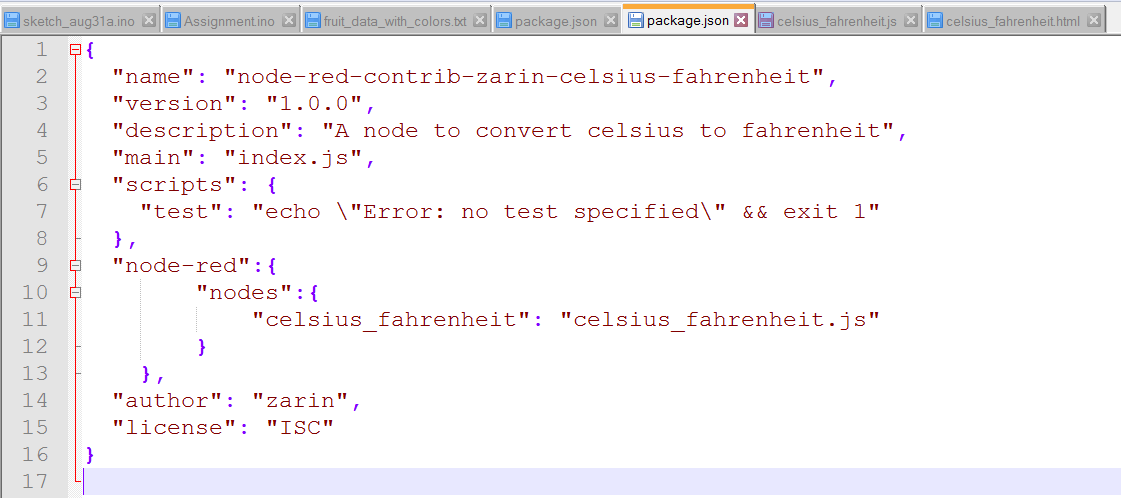 sketch_aug31a.ino Assignment.ino fruit_data_with_colors.txt package.json package.json celsius_fahrenheit.js celsius_fahrenheit.html
1 {
2 "name": "node-red-contrib-zarin-celsius-fahrenheit",
3 "version": "1.0.0",
4 "description": "A node to convert celsius to fahrenheit",
5 "main": "index.js",
6 "scripts": {
7 "test": "echo \"Error: no test specified\" && exit 1"
8 },
9 "node-red":{
10 "nodes":{
11 "celsius_fahrenheit": "celsius_fahrenheit.js"
12 }
13 },
14 "author": "zarin",
15 "license": "ISC"
16 }
17